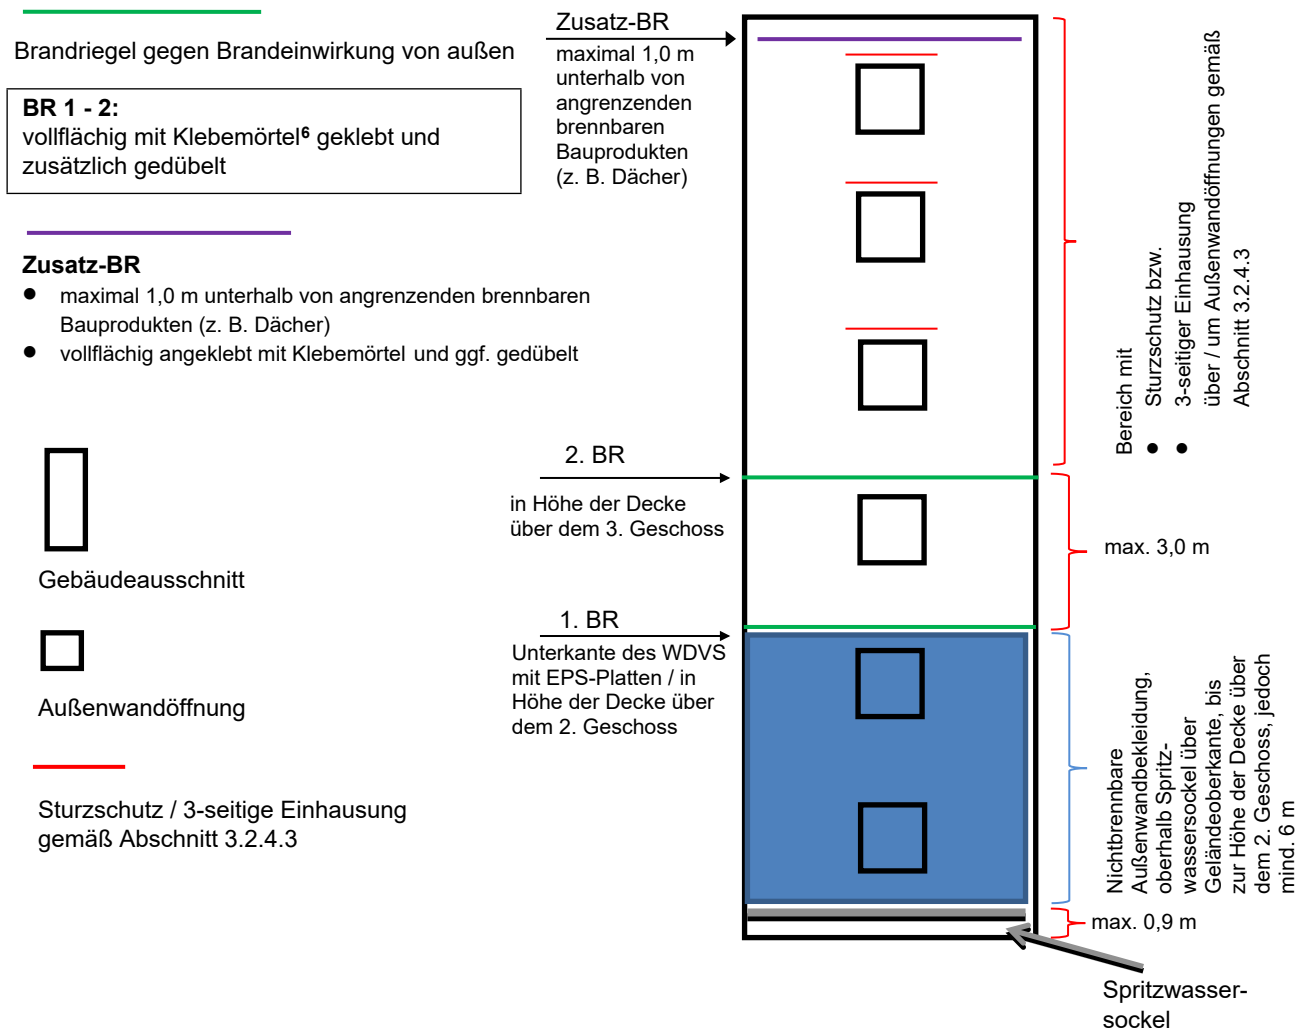 Brandriegel gegen Brandeinwirkung von außen
BR 1 - 2:
vollflächig mit Klebemörtel⁶ geklebt und
zusätzlich gedübelt
Zusatz-BR
● maximal 1,0 m unterhalb von angrenzenden brennbaren
Bauprodukten (z. B. Dächer)
● vollflächig angeklebt mit Klebemörtel und ggf. gedübelt
Gebäudeausschnitt
Außenwandöffnung
Sturzschutz / 3-seitige Einhausung
gemäß Abschnitt 3.2.4.3
Zusatz-BR
maximal 1,0 m
unterhalb von
angrenzenden
brennbaren
Bauprodukten
(z. B. Dächer)
2. BR
in Höhe der Decke
über dem 3. Geschoss
1. BR
Unterkante des WDVS
mit EPS-Platten / in
Höhe der Decke über
dem 2. Geschoss
Bereich mit
● Sturzschutz bzw.
● 3-seitiger Einhausung
über / um Außenwandöffnungen gemäß
Abschnitt 3.2.4.3
max. 3,0 m
Nichtbrennbare
Außenwandbekleidung,
oberhalb Spritz-
wassersockel über
Geländeoberkante, bis
zur Höhe der Decke über
dem 2. Geschoss, jedoch
mind. 6 m
max. 0,9 m
Spritzwasser-
sockel